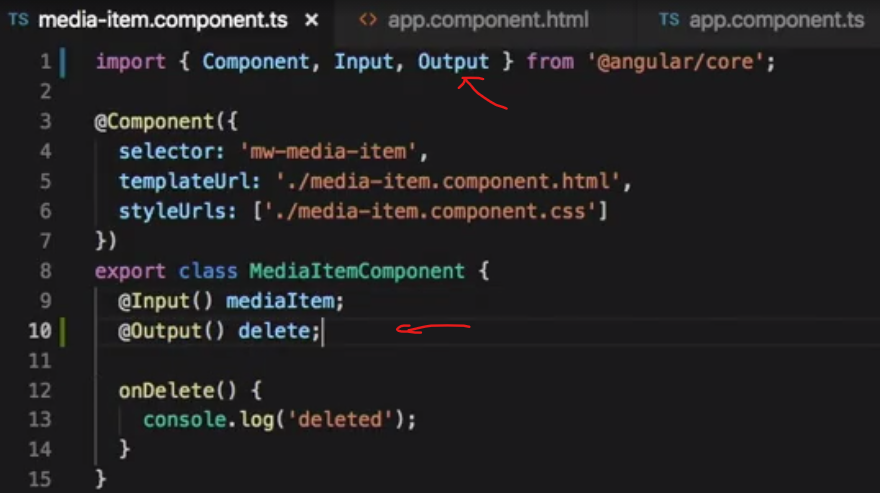 TS media-item.component.ts × <> app.component.html TS app.component.ts
1 import { Component, Input, Output } from '@angular/core';
2
3 @Component({
4 selector: 'mw-media-item',
5 templateUrl: './media-item.component.html',
6 styleUrls: ['./media-item.component.css']
7 })
8 export class MediaItemComponent {
9 @Input() mediaItem;
10 @Output() delete;
11
12 onDelete() {
13 console.log('deleted');
14 }
15 }